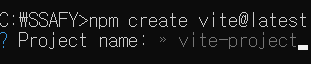 C:\SSAFY>npm create vite@latest
? Project name: » vite-project